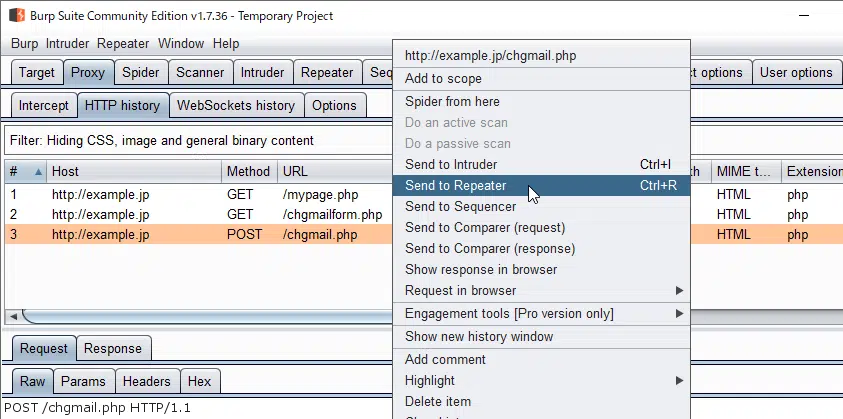 Burp Suite Community Edition v1.7.36 - Temporary Project
Burp Intruder Repeater Window Help
Target Proxy Spider Scanner Intruder Repeater options User options
Intercept HTTP history WebSockets history Options
Filter: Hiding CSS, image and general binary content
# Host Method URL MIME t... Extension
1 http://example.jp GET /mypage.php HTML php
2 http://example.jp GET /chgmailform.php HTML php
3 http://example.jp POST /chgmail.php HTML php
http://example.jp/chgmail.php
Add to scope
Spider from here
Do an active scan
Do a passive scan
Send to Intruder Ctrl+I
Send to Repeater Ctrl+R
Send to Sequencer
Send to Comparer (request)
Send to Comparer (response)
Show response in browser
Request in browser
Engagement tools [Pro version only]
Show new history window
Add comment
Highlight
Delete item
Request Response
Raw Params Headers Hex
POST /chgmail.php HTTP/1.1